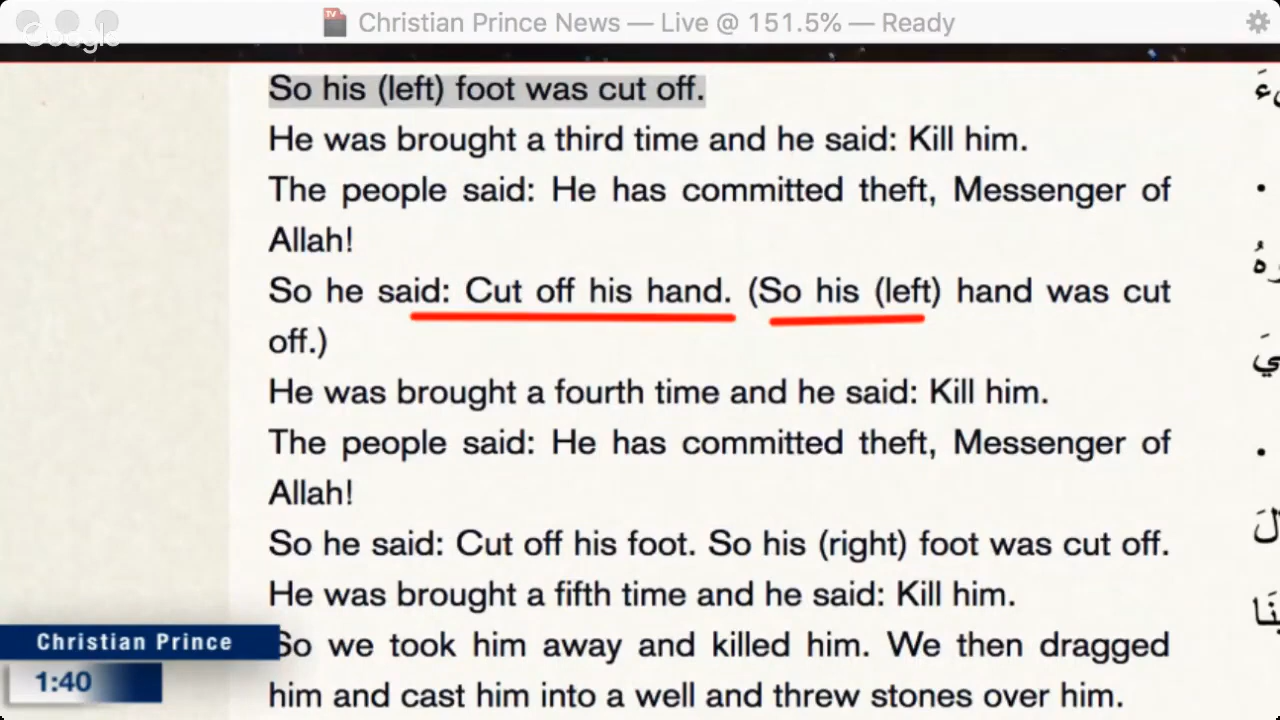 TV Christian Prince News — Live @ 151.5% — Ready
Google
So his (left) foot was cut off.
He was brought a third time and he said: Kill him.
The people said: He has committed theft, Messenger of
Allah!
So he said: Cut off his hand. (So his (left) hand was cut
off.)
He was brought a fourth time and he said: Kill him.
The people said: He has committed theft, Messenger of
Allah!
So he said: Cut off his foot. So his (right) foot was cut off.
He was brought a fifth time and he said: Kill him.
So we took him away and killed him. We then dragged
him and cast him into a well and threw stones over him.
Christian Prince
1:40